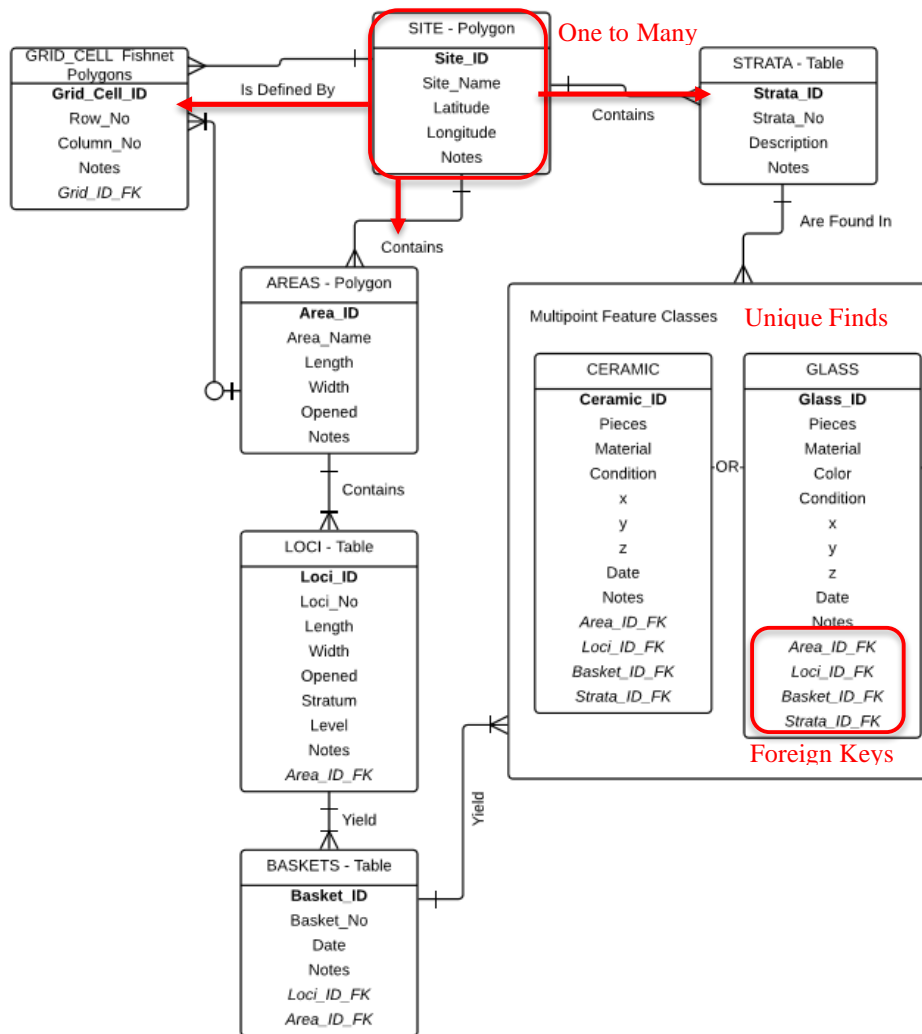 SITE - Polygon
Site_ID
Site_Name
Latitude
Longitude
Notes
One to Many
GRID_CELL Fishnet
Polygons
Grid_Cell_ID
Row_No
Column_No
Notes
Grid_ID_FK
Is Defined By
STRATA - Table
Strata_ID
Strata_No
Description
Notes
Contains
Contains
Are Found In
AREAS - Polygon
Area_ID
Area_Name
Length
Width
Opened
Notes
Contains
LOCI - Table
Loci_ID
Loci_No
Length
Width
Opened
Stratum
Level
Notes
Area_ID_FK
Yield
BASKETS - Table
Basket_ID
Basket_No
Date
Notes
Loci_ID_FK
Area_ID_FK
Yield
Multipoint Feature Classes
Unique Finds
CERAMIC
Ceramic_ID
Pieces
Material
Condition
x
y
z
Date
Notes
Area_ID_FK
Loci_ID_FK
Basket_ID_FK
Strata_ID_FK
-OR-
GLASS
Glass_ID
Pieces
Material
Color
Condition
x
y
z
Date
Notes
Area_ID_FK
Loci_ID_FK
Basket_ID_FK
Strata_ID_FK
Foreign Keys